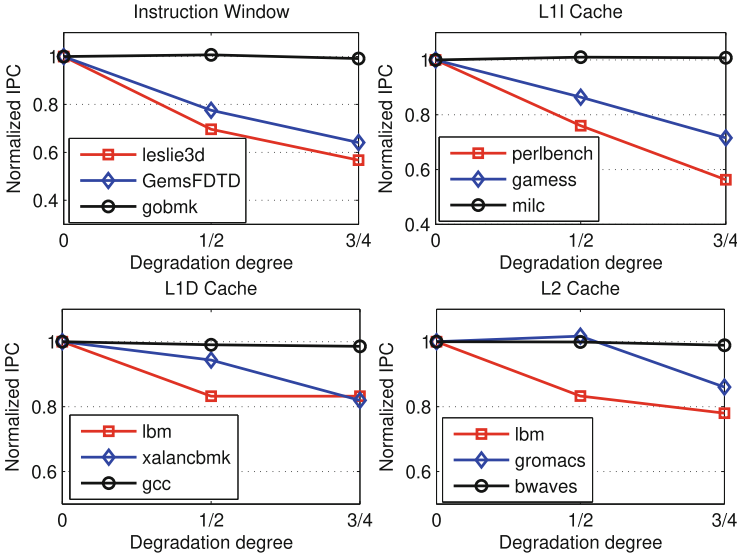 Instruction Window
Normalized IPC
1
0.8
0.6
0.4
leslie3d
GemsFDTD
gobmk
0 1/2 3/4
Degradation degree
L1I Cache
Normalized IPC
1
0.8
0.6
0.4
perlbench
gamess
milc
0 1/2 3/4
Degradation degree
L1D Cache
Normalized IPC
1
0.8
0.6
lbm
xalancbmk
gcc
0 1/2 3/4
Degradation degree
L2 Cache
Normalized IPC
1
0.8
0.6
lbm
gromacs
bwaves
0 1/2 3/4
Degradation degree